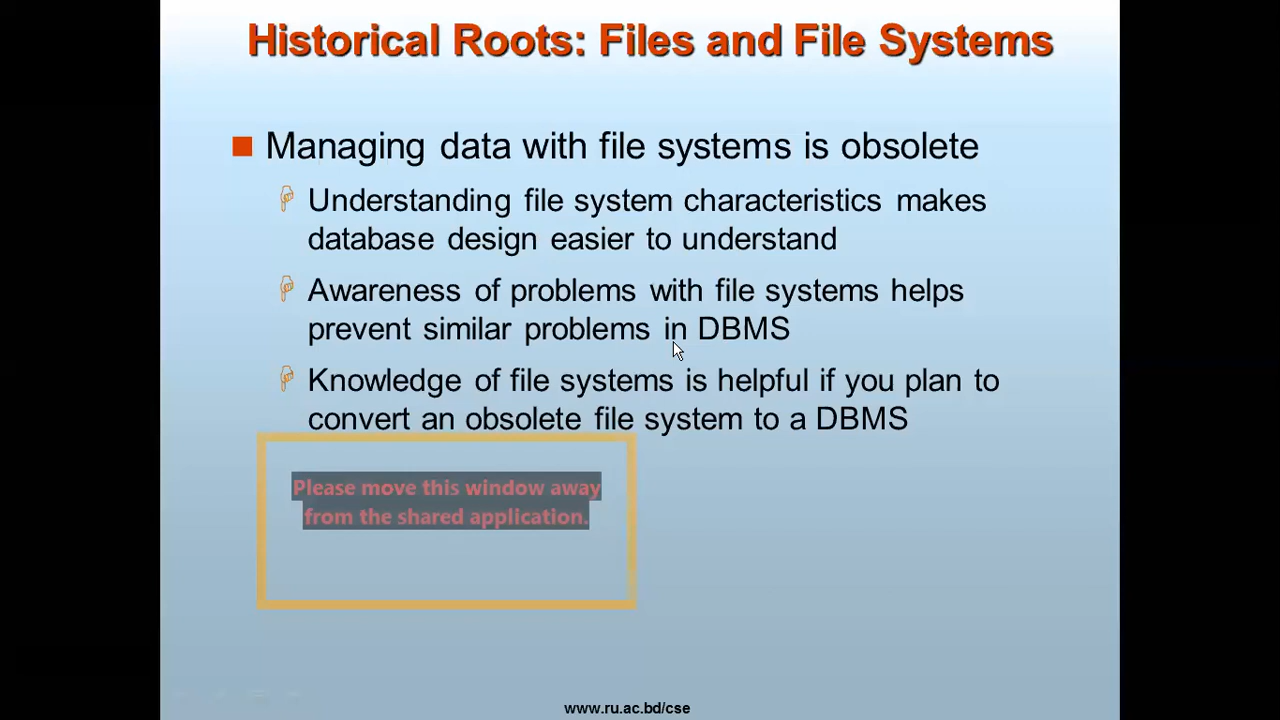 Historical Roots: Files and File Systems
Managing data with file systems is obsolete
Understanding file system characteristics makes
database design easier to understand
Awareness of problems with file systems helps
prevent similar problems in DBMS
Knowledge of file systems is helpful if you plan to
convert an obsolete file system to a DBMS
Please move this window away
from the shared application.
www.ru.ac.bd/cse